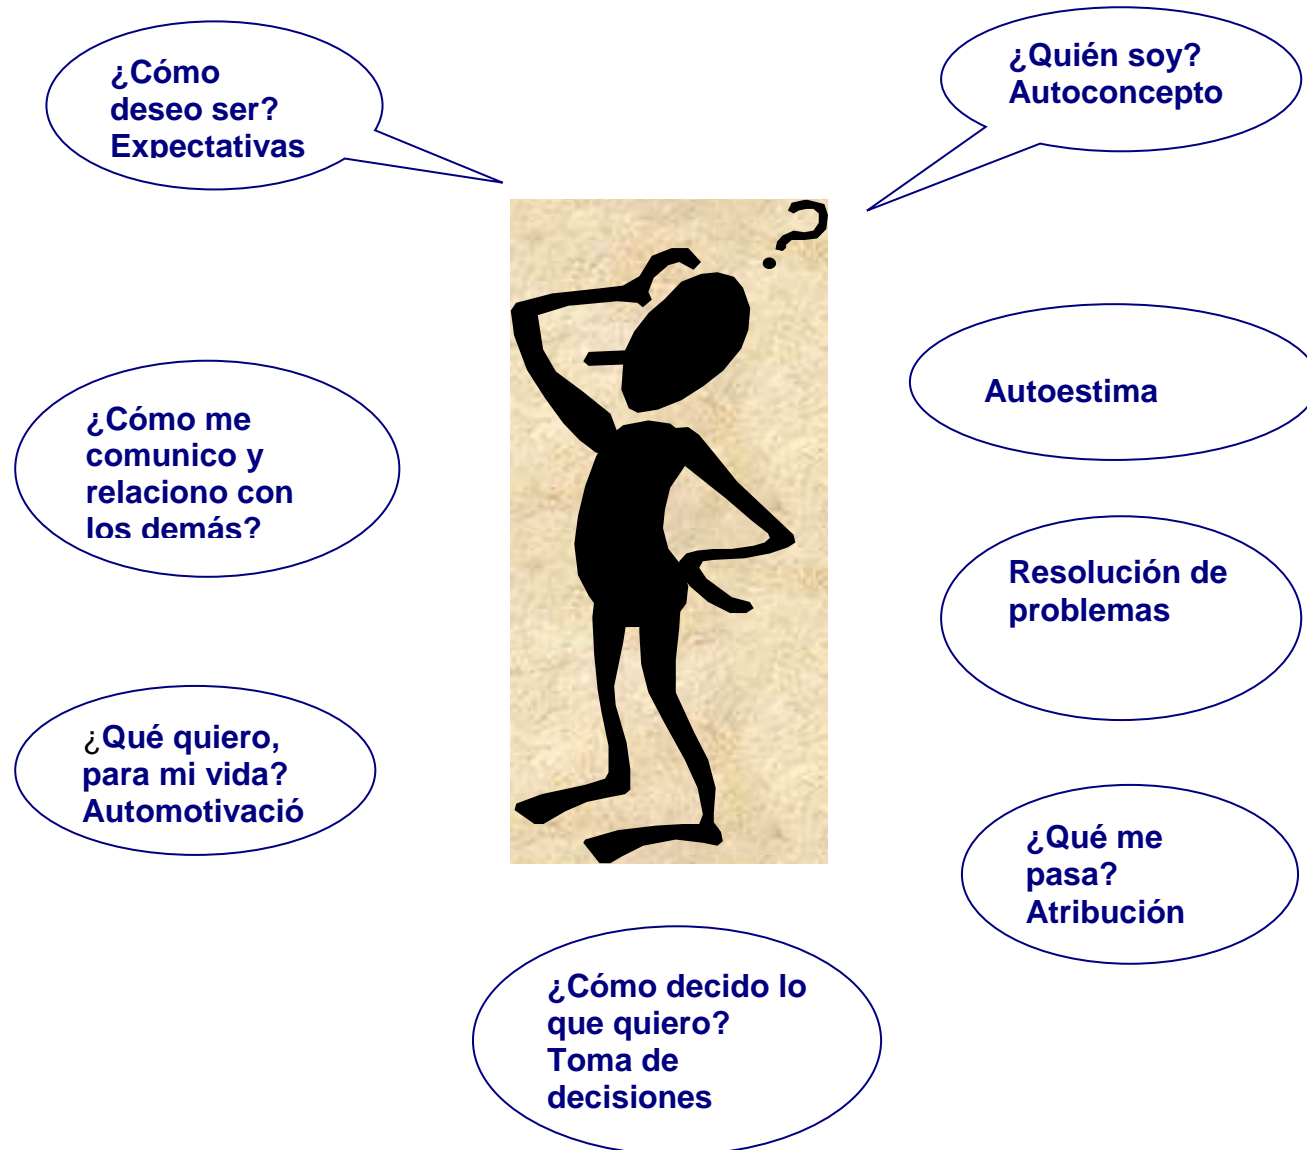 ¿Cómo
deseo ser?
Expectativas
¿Quién soy?
Autoconcepto
Autoestima
¿Cómo me
comunico y
relaciono con
los demás?
Resolución de
problemas
¿Qué quiero,
para mi vida?
Automotivació
¿Qué me
pasa?
Atribución
¿Cómo decido lo
que quiero?
Toma de
decisiones